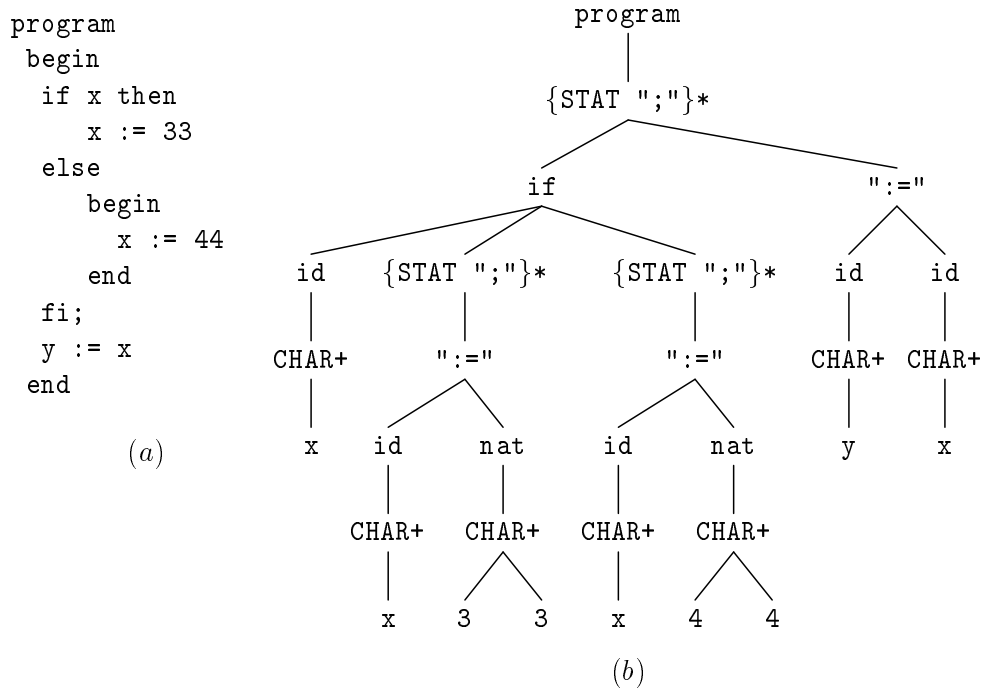 program
begin
if x then
x := 33
else
begin
x := 44
end
fi;
y := x
end
(a)
program
{STAT ";"}*
if ":="
id {STAT ";"}* {STAT ";"}* id id
CHAR+ ":=" ":=" CHAR+ CHAR+
x id nat id nat y x
CHAR+ CHAR+ CHAR+ CHAR+
x 3 3 x 4 4
(b)